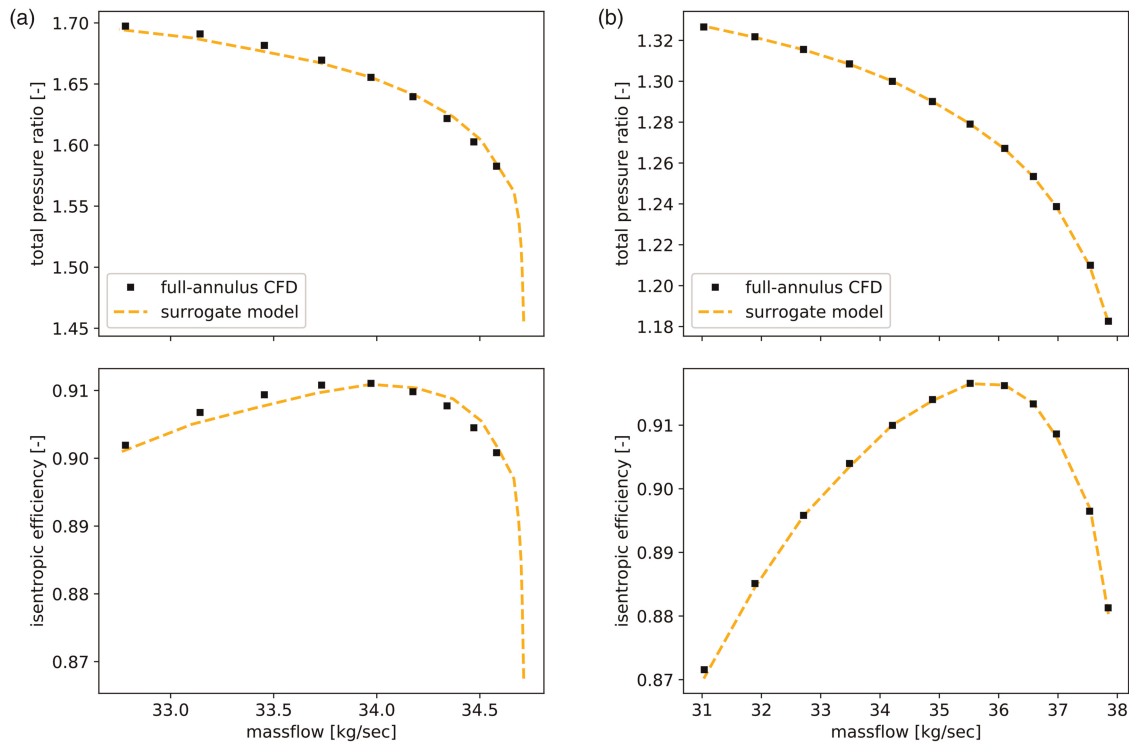 (a)
total pressure ratio [-]
1.70
1.65
1.60
1.55
1.50
1.45
full-annulus CFD
surrogate model
(b)
total pressure ratio [-]
1.32
1.30
1.28
1.26
1.24
1.22
1.20
1.18
full-annulus CFD
surrogate model
isentropic efficiency [-]
0.91
0.90
0.89
0.88
0.87
33.0 33.5 34.0 34.5
massflow [kg/sec]
isentropic efficiency [-]
0.91
0.90
0.89
0.88
0.87
31 32 33 34 35 36 37 38
massflow [kg/sec]